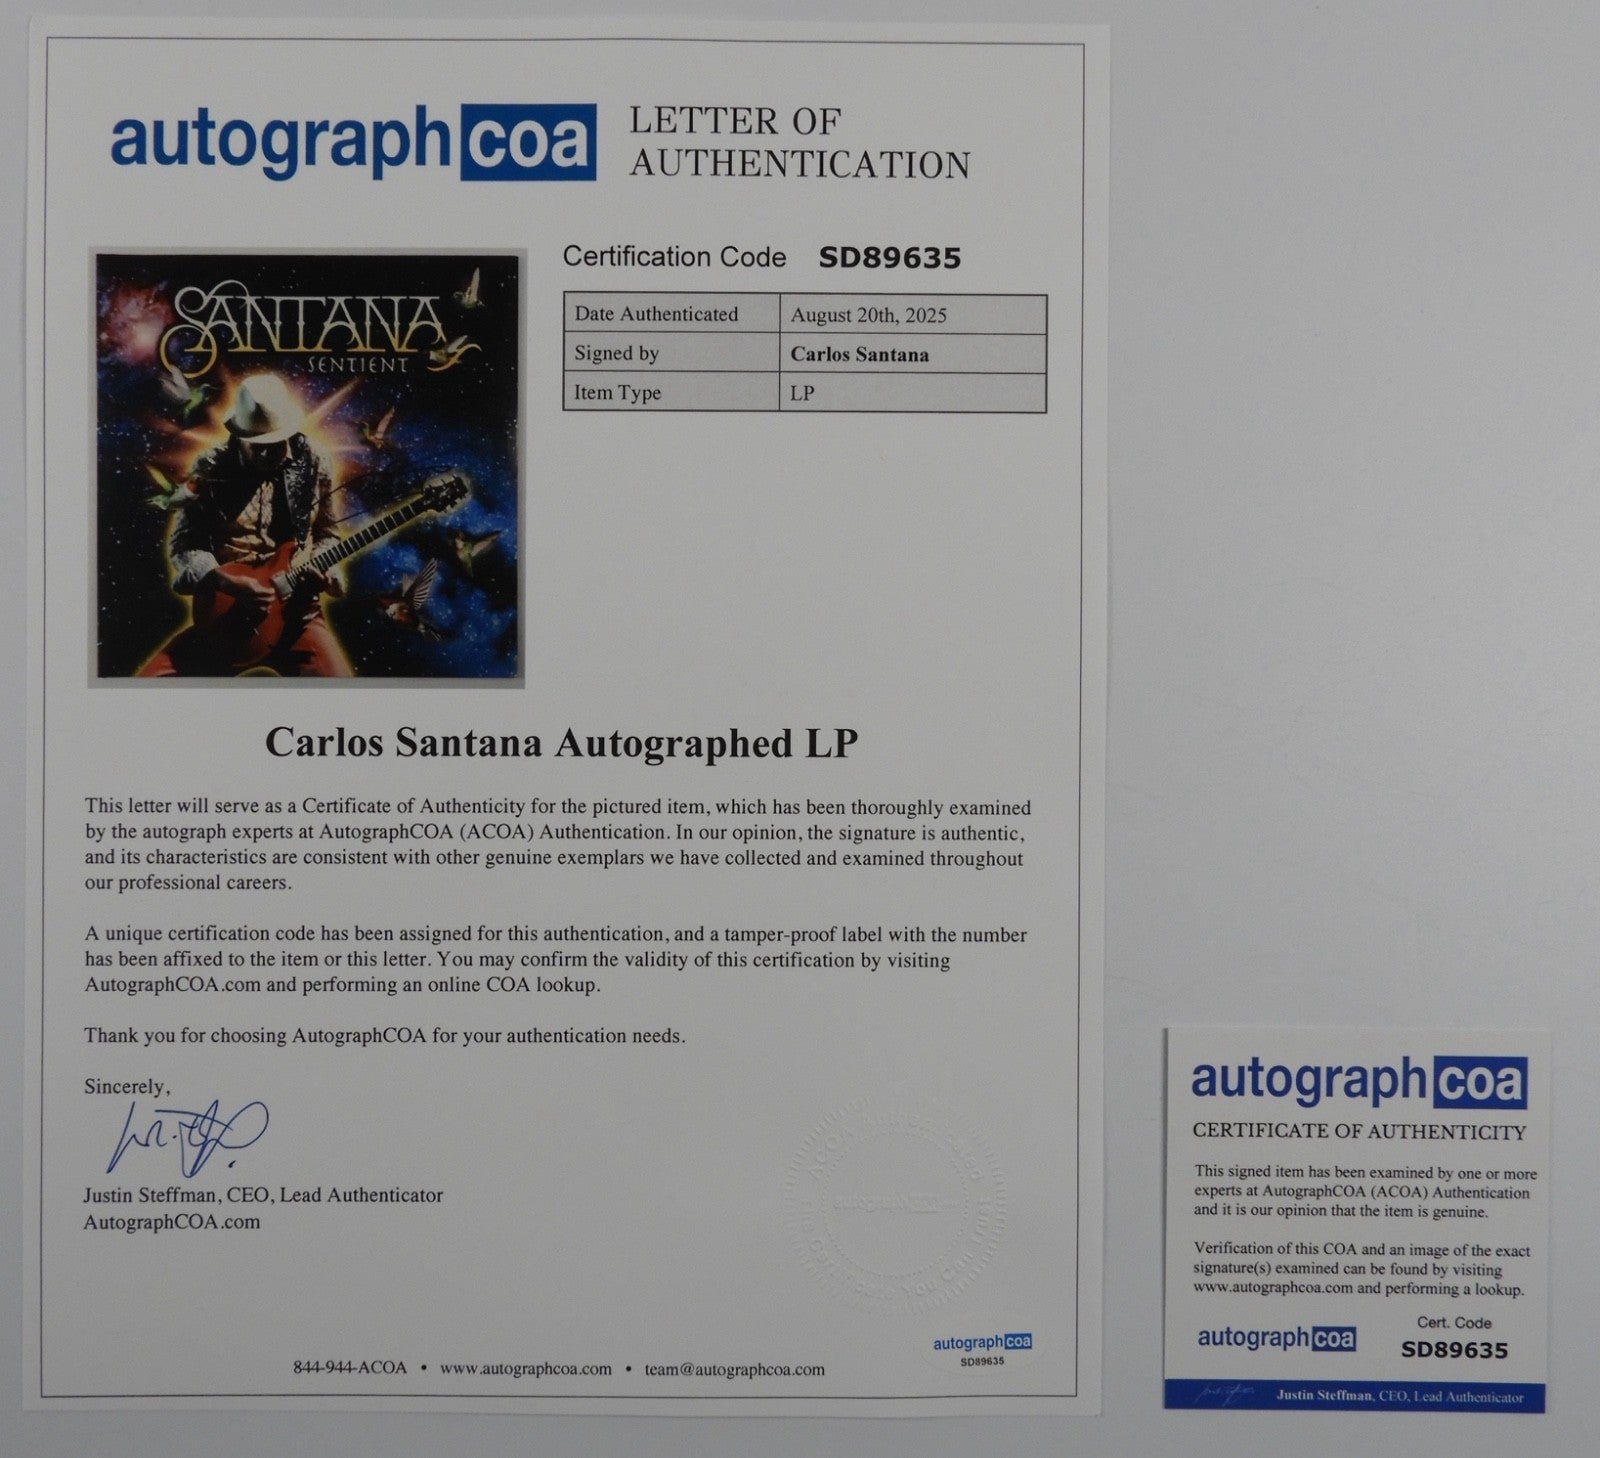 autographcoa
LETTER OF
AUTHENTICATION
SANTANA
SENTIENT
Certification Code SD89635
Date Authenticated August 20th, 2025
Signed by Carlos Santana
Item Type LP
Carlos Santana Autographed LP
This letter will serve as a Certificate of Authenticity for the pictured item, which has been thoroughly examined
by the autograph experts at AutographCOA (ACOA) Authentication. In our opinion, the signature is authentic,
and its characteristics are consistent with other genuine exemplars we have collected and examined throughout
our professional careers.
A unique certification code has been assigned for this authentication, and a tamper-proof label with the number
has been affixed to the item or this letter. You may confirm the validity of this certification by visiting
AutographCOA.com and performing an online COA lookup.
Thank you for choosing AutographCOA for your authentication needs.
Sincerely,
Justin Steffman, CEO, Lead Authenticator
AutographCOA.com
autographcoa
SD89635
844-944-ACOA • www.autographcoa.com • team@autographcoa.com
autographcoa
CERTIFICATE OF AUTHENTICITY
This signed item has been examined by one or more
experts at AutographCOA (ACOA) Authentication
and it is our opinion that the item is genuine.
Verification of this COA and an image of the exact
signature(s) examined can be found by visiting
www.autographcoa.com and performing a lookup.
autographcoa
Cert. Code
SD89635
Justin Steffman, CEO, Lead Authenticator